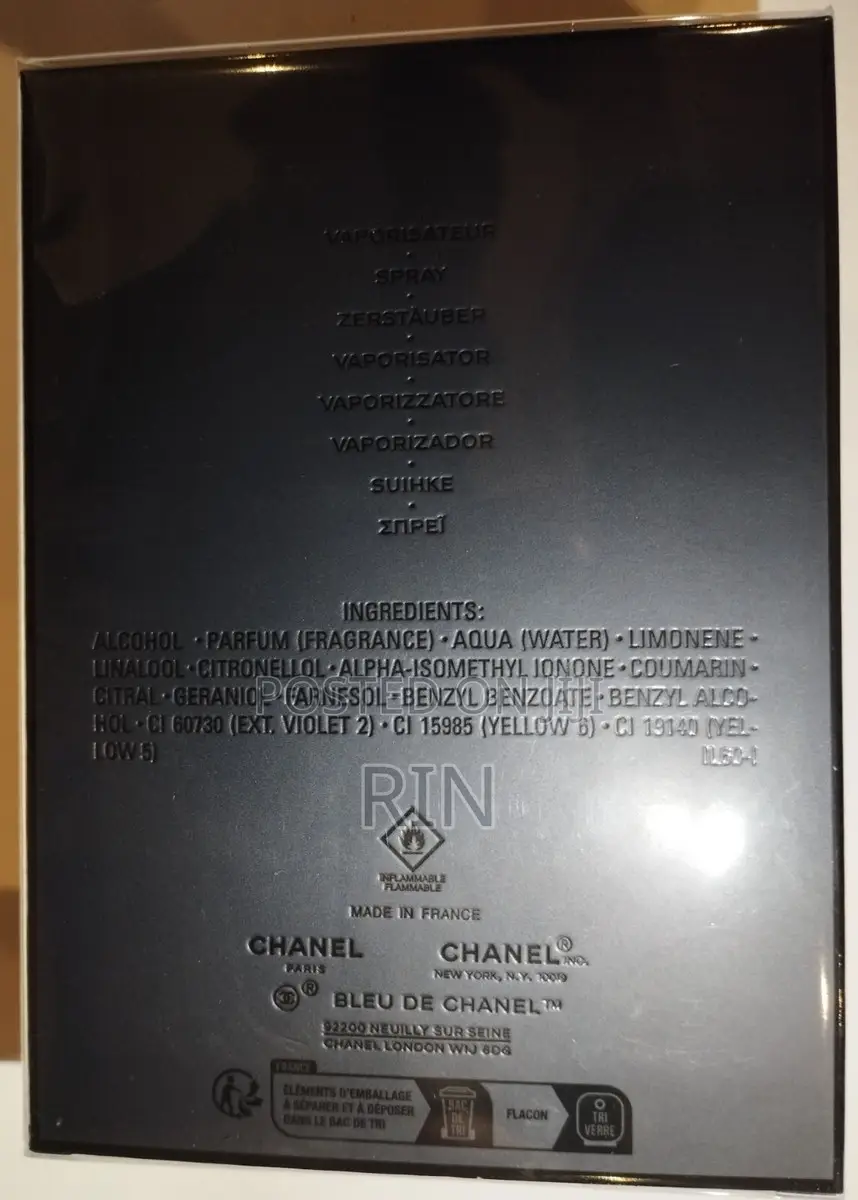 VAPORISATEUR
•
SPRAY
•
ZERSTÄUBER
•
VAPORISATOR
•
VAPORIZZATORE
•
VAPORIZADOR
•
SUIHKE
•
ΣΠΡΕΪ
INGREDIENTS:
ALCOHOL • PARFUM (FRAGRANCE) • AQUA (WATER) • LIMONENE •
LINALOOL • CITRONELLOL • ALPHA-ISOMETHYL IONONE • COUMARIN •
CITRAL • GERANIOL • FARNESOL • BENZYL BENZOATE • BENZYL ALCO-
HOL • CI 60730 (EXT. VIOLET 2) • CI 15985 (YELLOW 6) • CI 19140 (YEL-
LOW 5)
POSTED ON
RIN
INFLAMMABLE
FLAMMABLE
MADE IN FRANCE
CHANEL CHANEL® INC.
PARIS NEW YORK, N.Y.
® BLEU DE CHANEL™
92200 NEUILLY SUR SEINE
CHANEL LONDON W1J 6DG
FRANCE
ÉLÉMENTS D'EMBALLAGE
À SÉPARER ET À DÉPOSER
DANS LE BAC DE TRI
BAC
DE
TRI
FLACON
TRI
VERRE